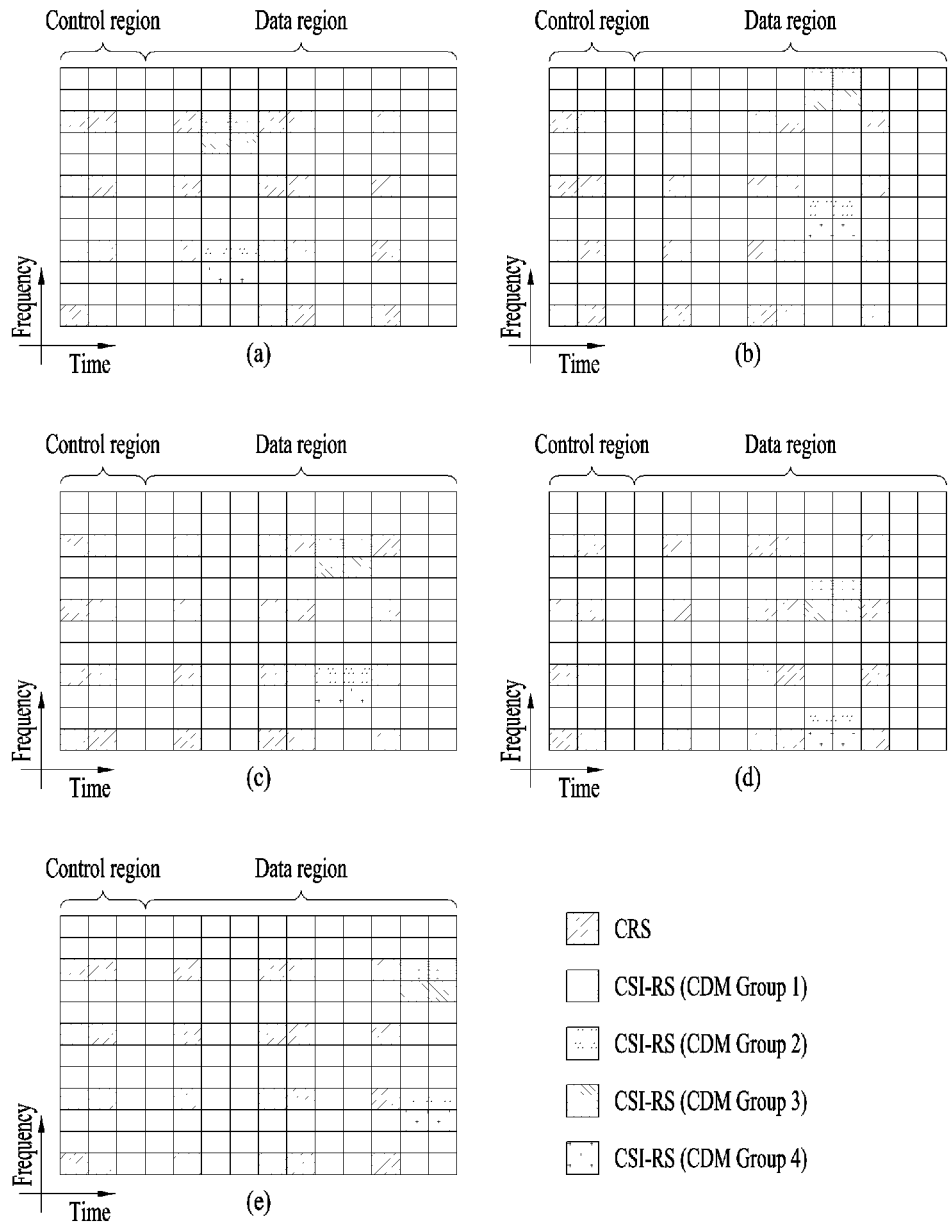 Control region Data region
Frequency
Time
(a)
Control region Data region
Frequency
Time
(b)
Control region Data region
Frequency
Time
(c)
Control region Data region
Frequency
Time
(d)
Control region Data region
Frequency
Time
(e)
CRS
CSI-RS (CDM Group 1)
CSI-RS (CDM Group 2)
CSI-RS (CDM Group 3)
CSI-RS (CDM Group 4)